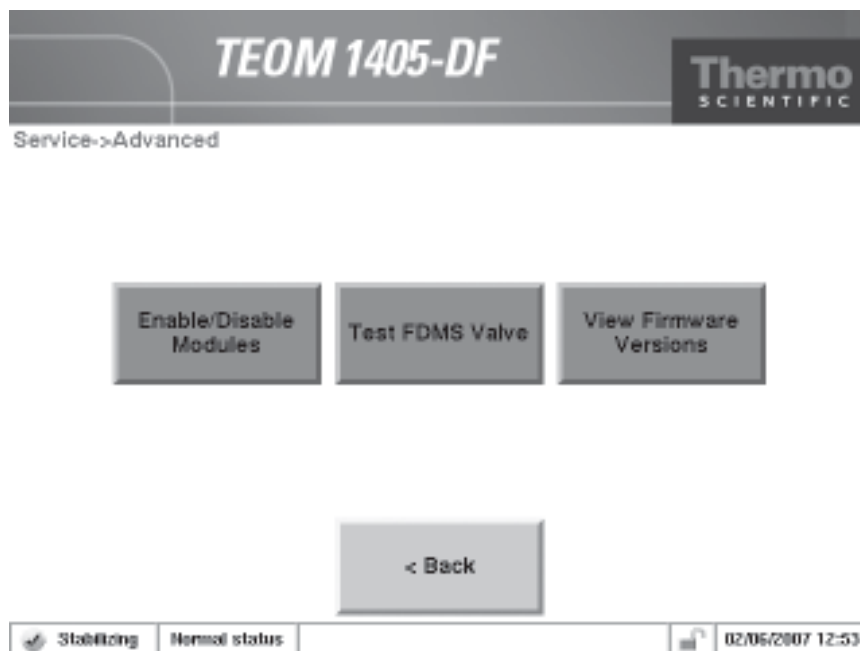 TEOM 1405-DF
Thermo
SCIENTIFIC
Service->Advanced
Enable/Disable
Modules
Test FDMS Valve
View Firmware
Versions
< Back
Stabilizing
Normal status
02/06/2007 12:53